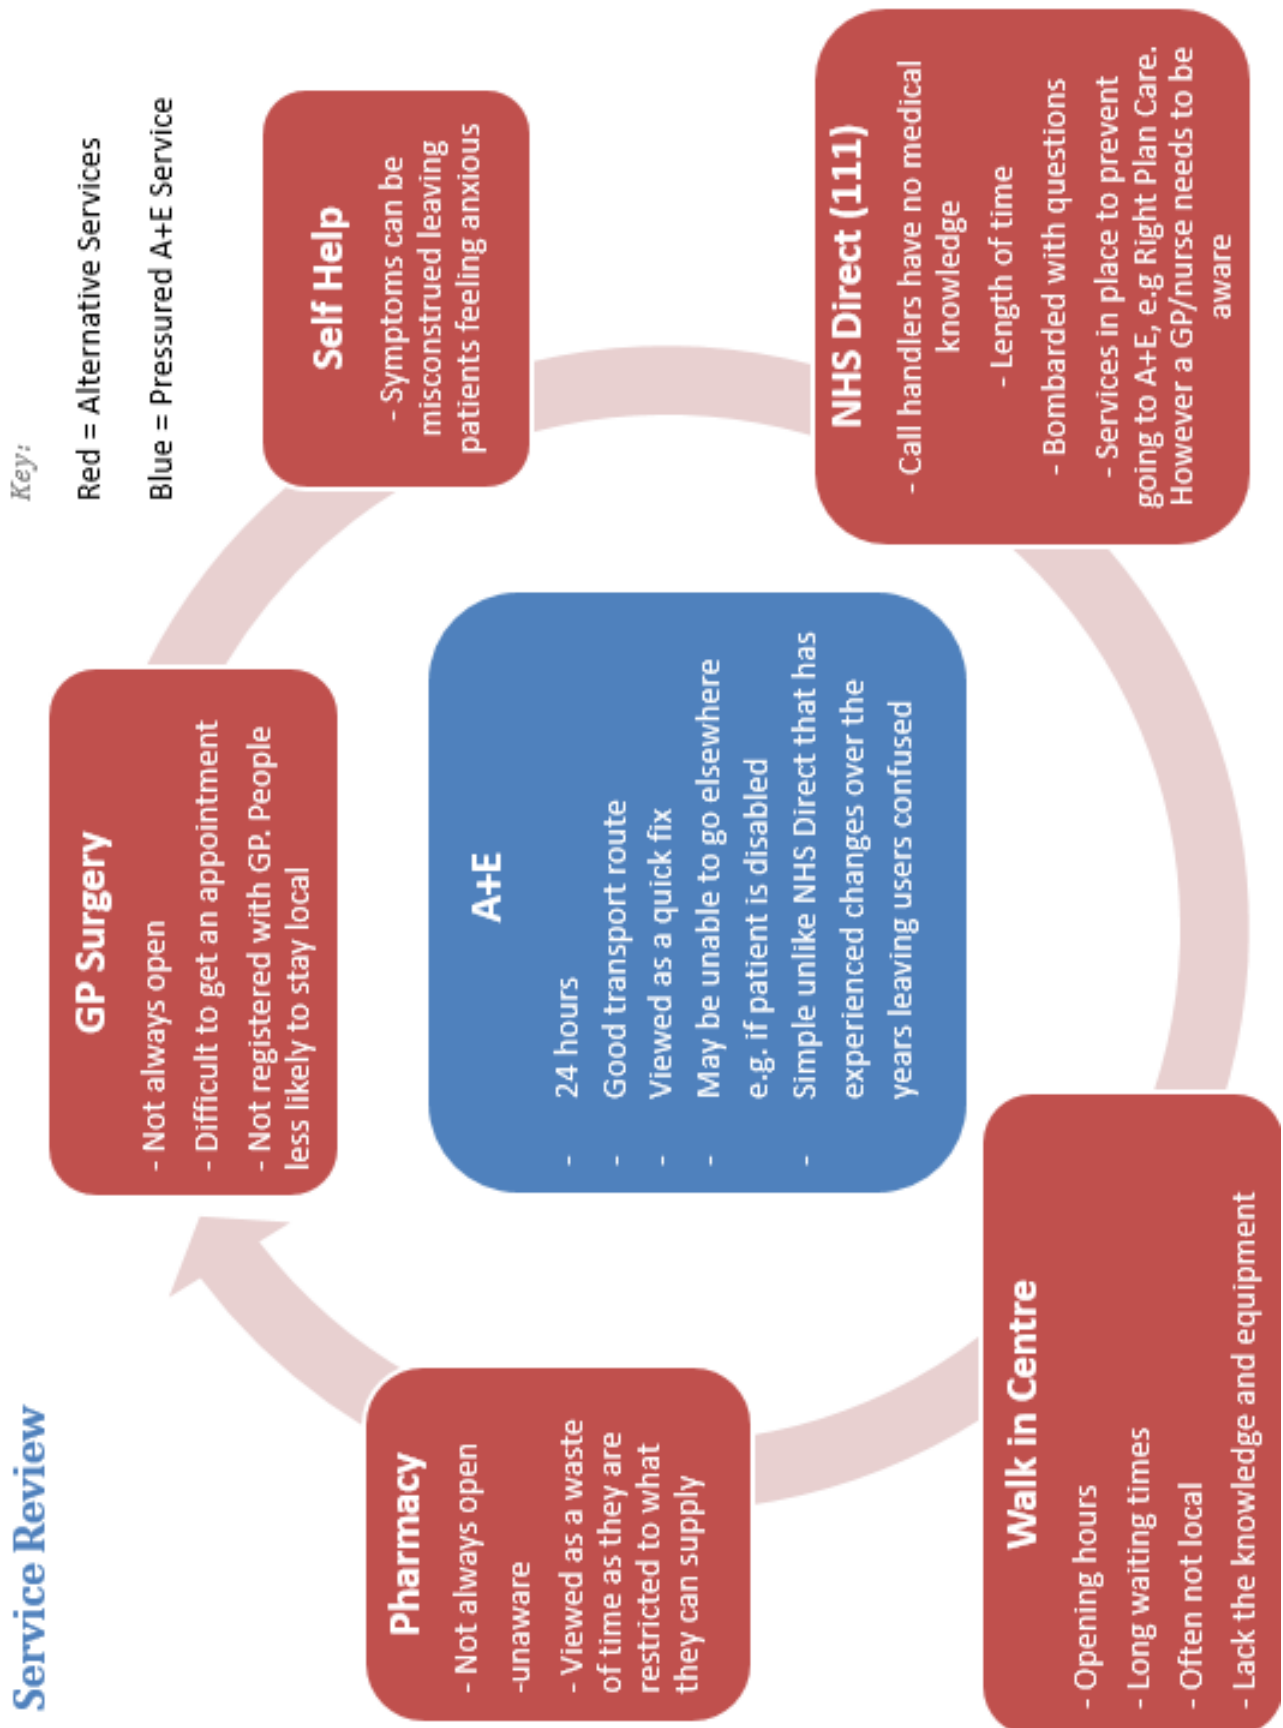 Service Review
Key:
Red = Alternative Services
Blue = Pressured A+E Service
GP Surgery
- Not always open
- Difficult to get an appointment
- Not registered with GP. People
less likely to stay local
Self Help
- Symptoms can be
misconstrued leaving
patients feeling anxious
NHS Direct (111)
- Call handlers have no medical
knowledge
- Length of time
- Bombarded with questions
- Services in place to prevent
going to A+E, e.g Right Plan Care.
However a GP/nurse needs to be
aware
Walk in Centre
- Opening hours
- Long waiting times
- Often not local
- Lack the knowledge and equipment
Pharmacy
- Not always open
-unaware
- Viewed as a waste
of time as they are
restricted to what
they can supply
A+E
- 24 hours
- Good transport route
- Viewed as a quick fix
- May be unable to go elsewhere
e.g. if patient is disabled
- Simple unlike NHS Direct that has
experienced changes over the
years leaving users confused